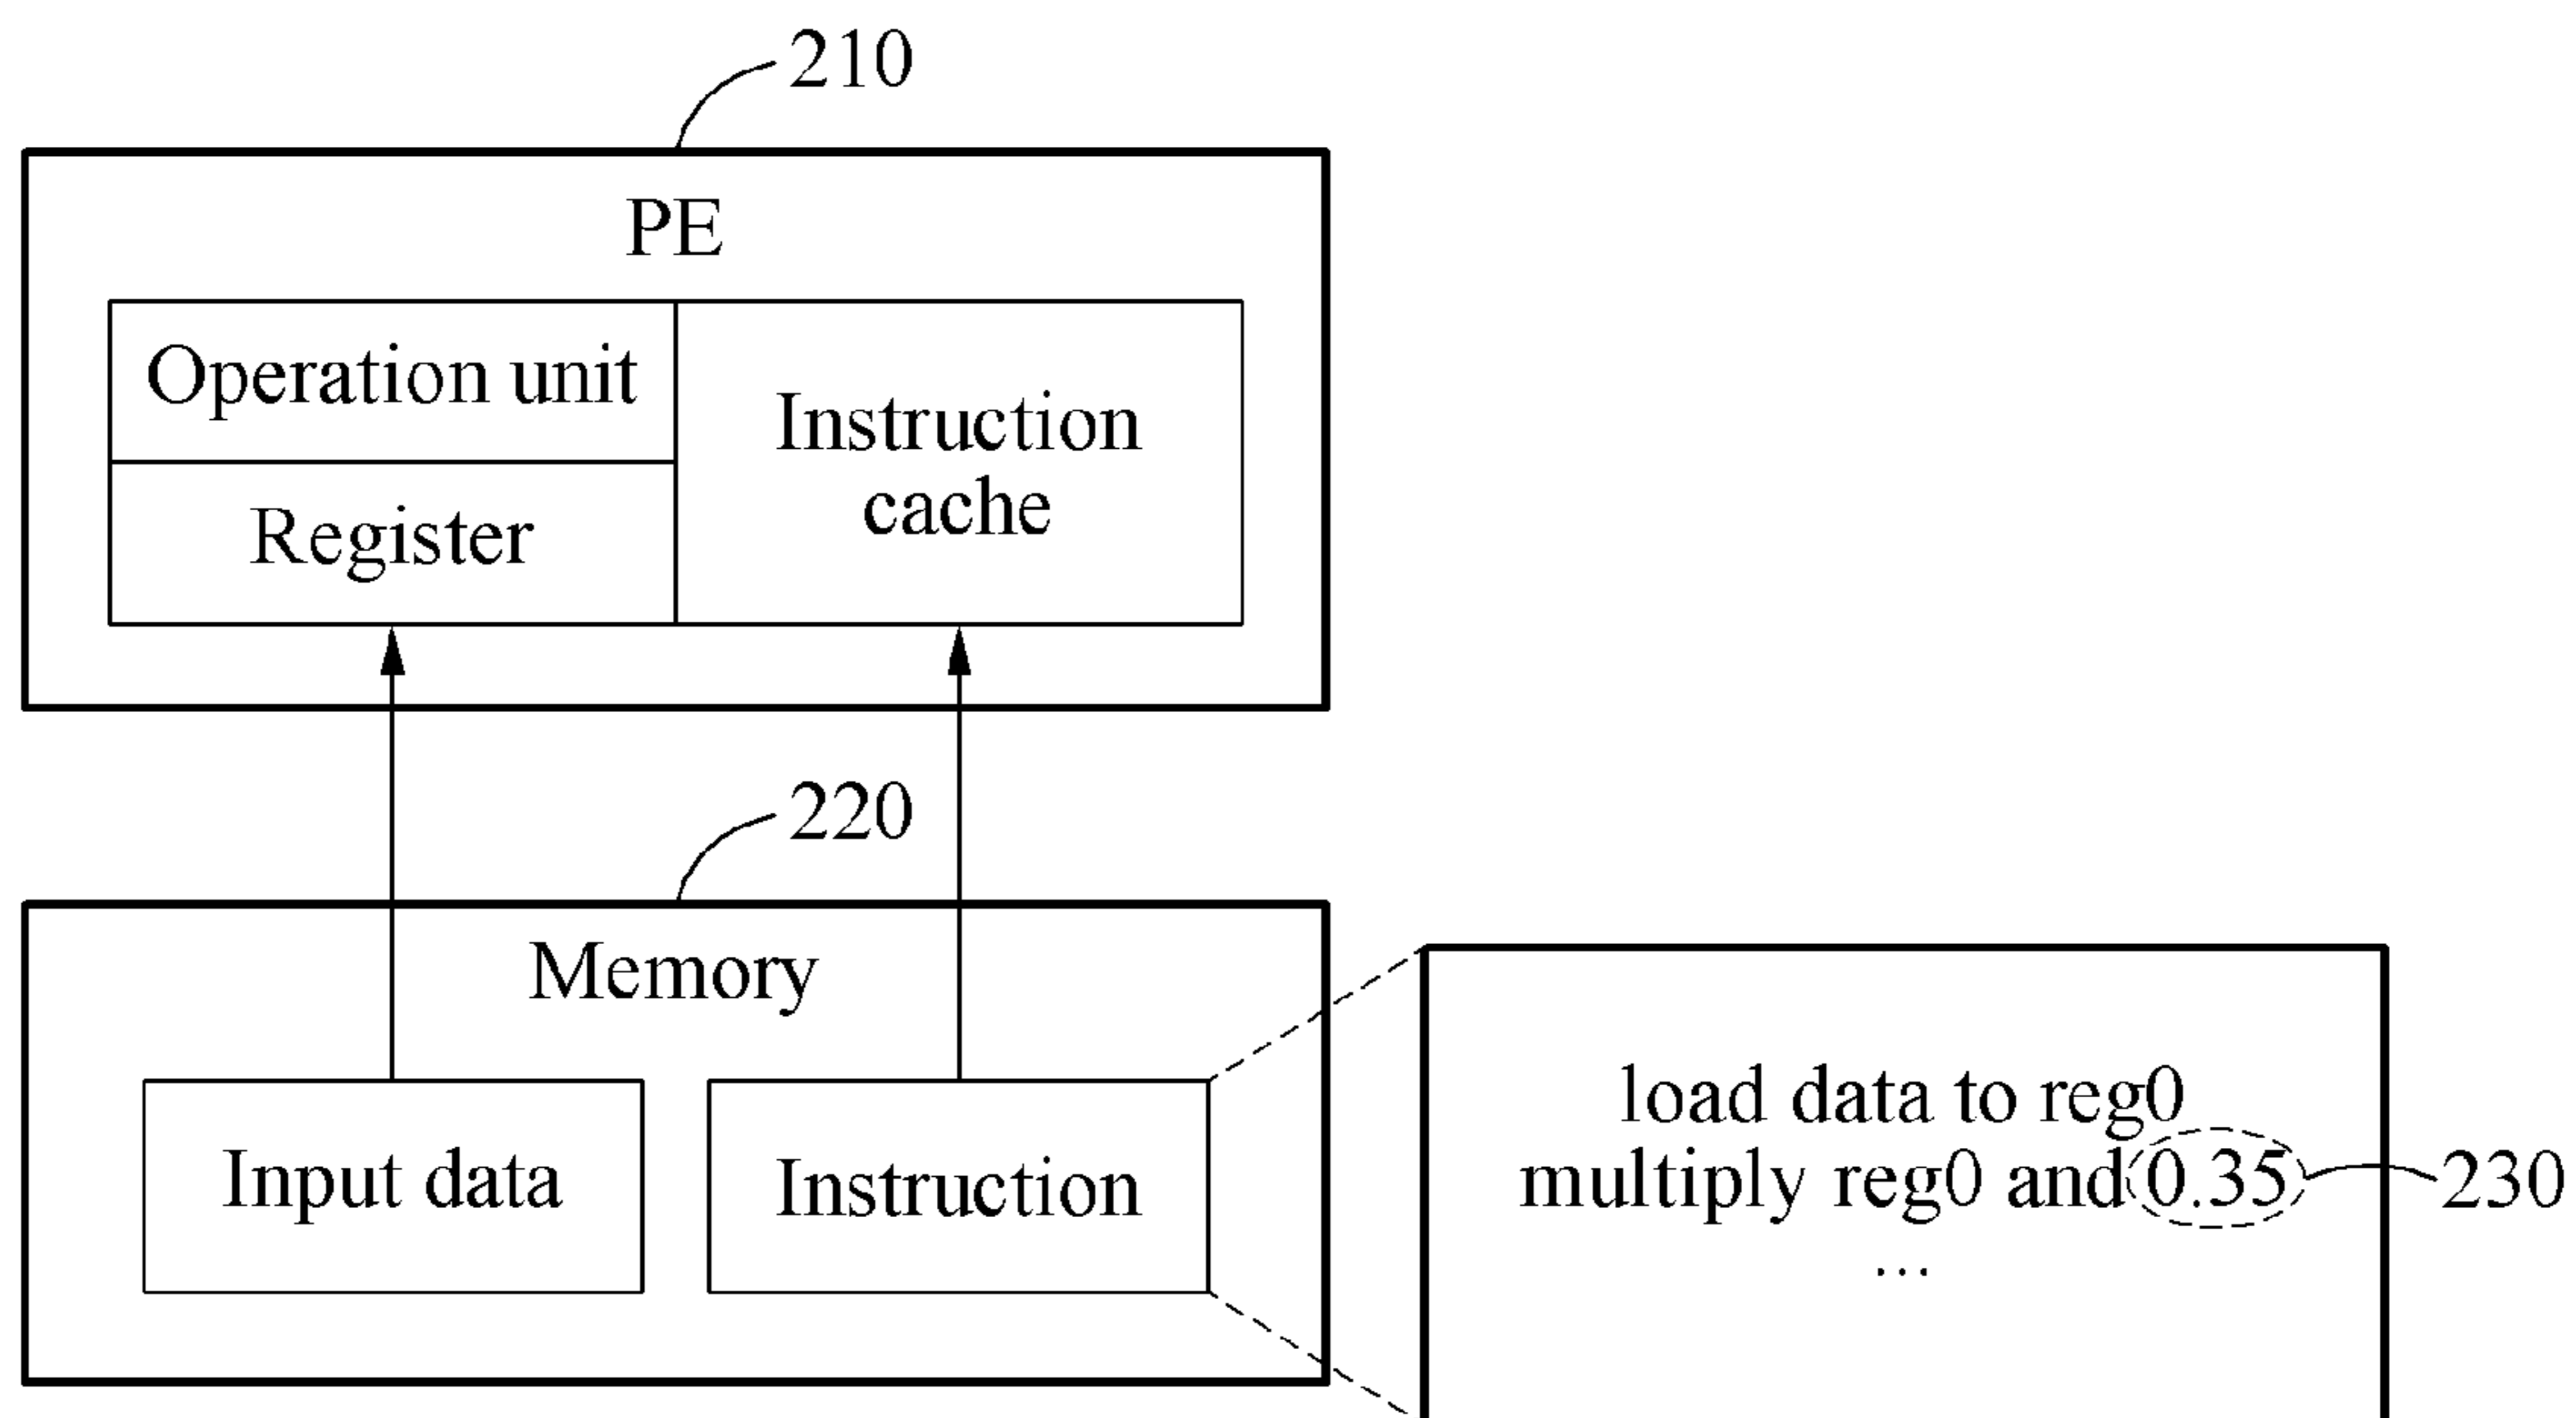 210
PE
Operation unit
Register
Instruction
cache
220
Memory
Input data
Instruction
load data to reg0
multiply reg0 and 0.35
...
230